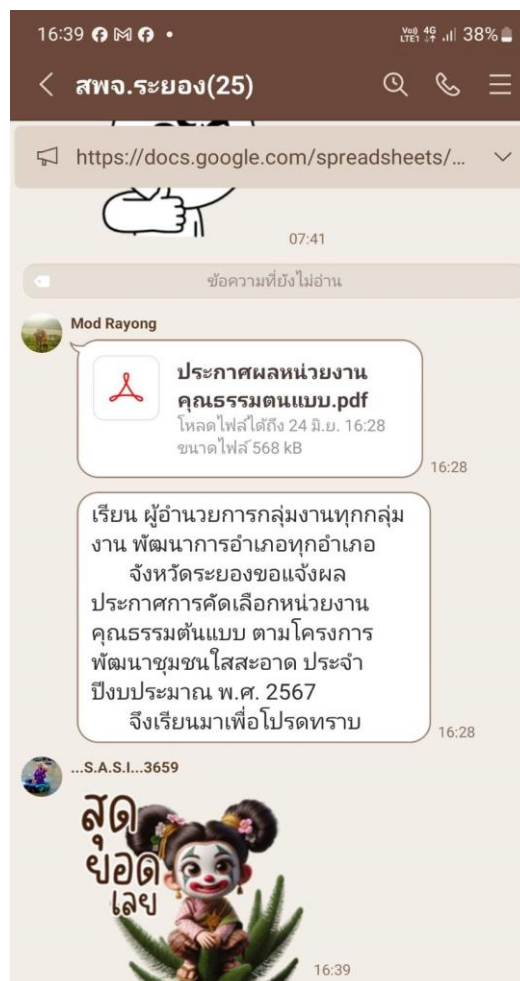 16:39
Voo) 4G LTE1 38%
สพจ.ระยอง(25)
https://docs.google.com/spreadsheets/...
07:41
ข้อความที่ยังไม่อ่าน
Mod Rayong
ประกาศผลหน่วยงาน
คุณธรรมตนแบบ.pdf
โหลดไฟล์ได้ถึง 24 มิ.ย. 16:28
ขนาดไฟล์ 568 kB
16:28
เรียน ผู้อำนวยการกลุ่มงานทุกกลุ่ม
งาน พัฒนาการอำเภอทุกอำเภอ
จังหวัดระยองขอแจ้งผล
ประกาศการคัดเลือกหน่วยงาน
คุณธรรมต้นแบบ ตามโครงการ
พัฒนาชุมชนใสสะอาด ประจำ
ปีงบประมาณ พ.ศ. 2567
จึงเรียนมาเพื่อโปรดทราบ
16:28
...S.A.S.I...3659
สุด
ยอด
เลย
16:39